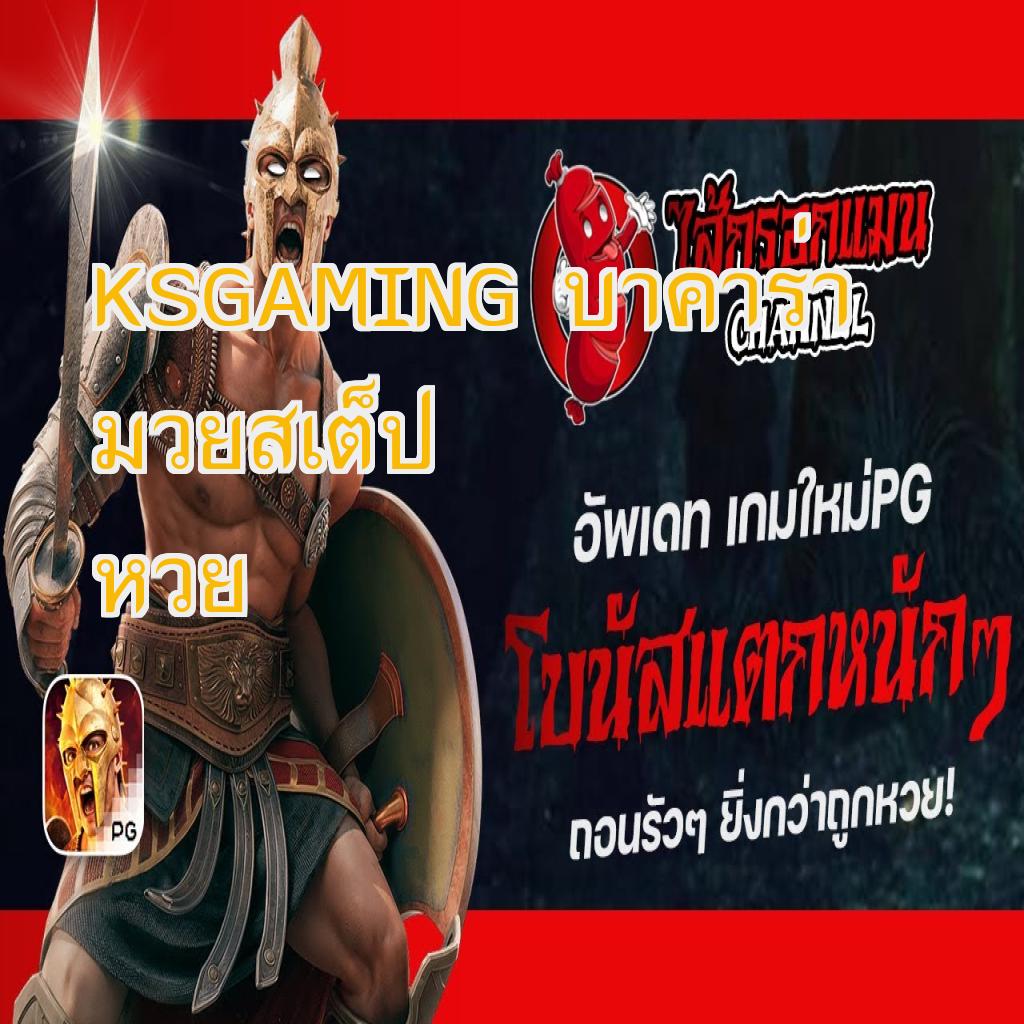 ไส้กรอกแมน
CHANNEL
KSGAMING บาคาร่า
มวยสเต็ป
หวย
อัพเดท เกมใหม่PG
โบนัสแตกหนักๆ
ถอนรัวๆ ยิ่งกว่าถูกหวย!
PG